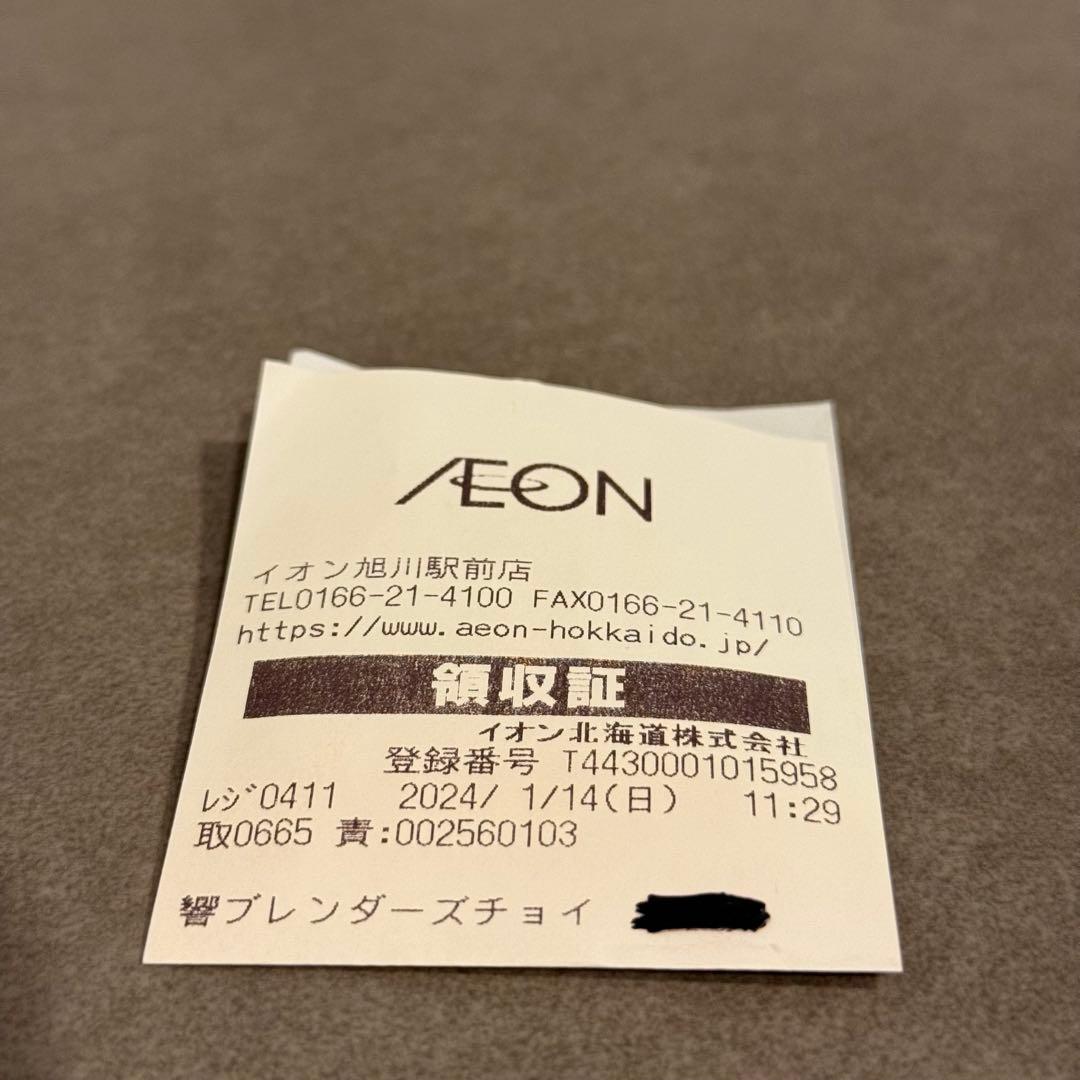 ÆON
イオン旭川駅前店
TEL0166-21-4100 FAX0166-21-4110
https://www.aeon-hokkaido.jp/
領収証
イオン北海道株式会社
登録番号 T4430001015958
ﾚｼﾞ0411 2024/ 1/14(日) 11:29
取0665 責:002560103
響ブレンダーズチョイ